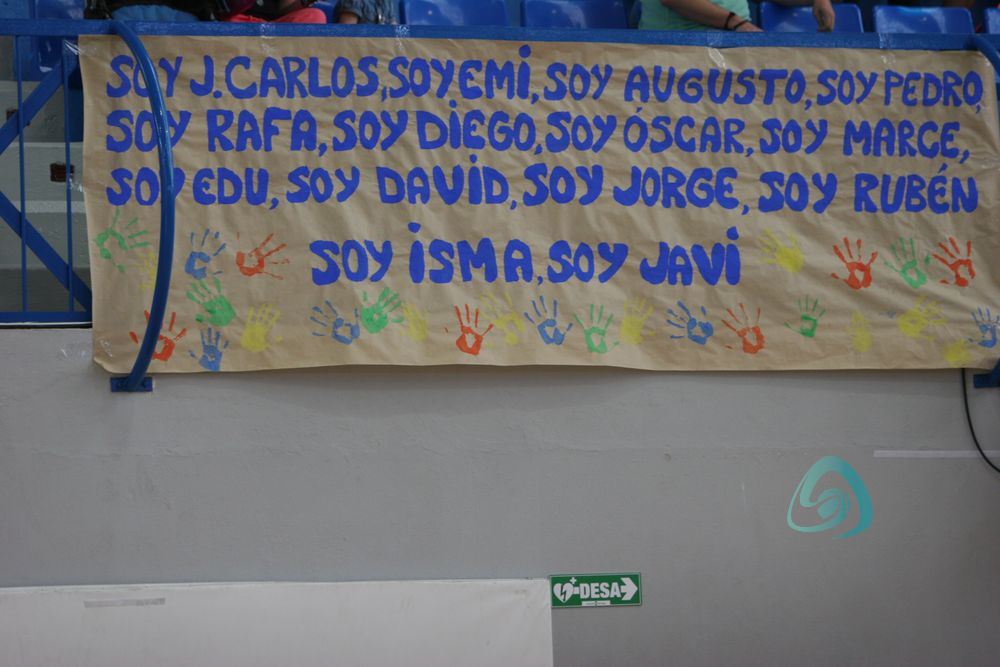 SOY J.CARLOS, SOY EMI, SOY AUGUSTO, SOY PEDRO,
SOY RAFA, SOY DIEGO, SOY ÓSCAR, SOY MARCE,
SOY EDU, SOY DAVID, SOY JORGE, SOY RUBÉN
SOY ISMA, SOY JAVI
DESA